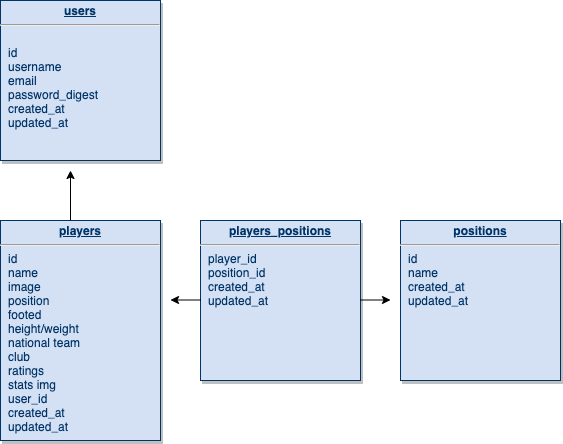 users
id
username
email
password_digest
created_at
updated_at
players
id
name
image
position
footed
height/weight
national team
club
ratings
stats img
user_id
created_at
updated_at
players_positions
player_id
position_id
created_at
updated_at
positions
id
name
created_at
updated_at